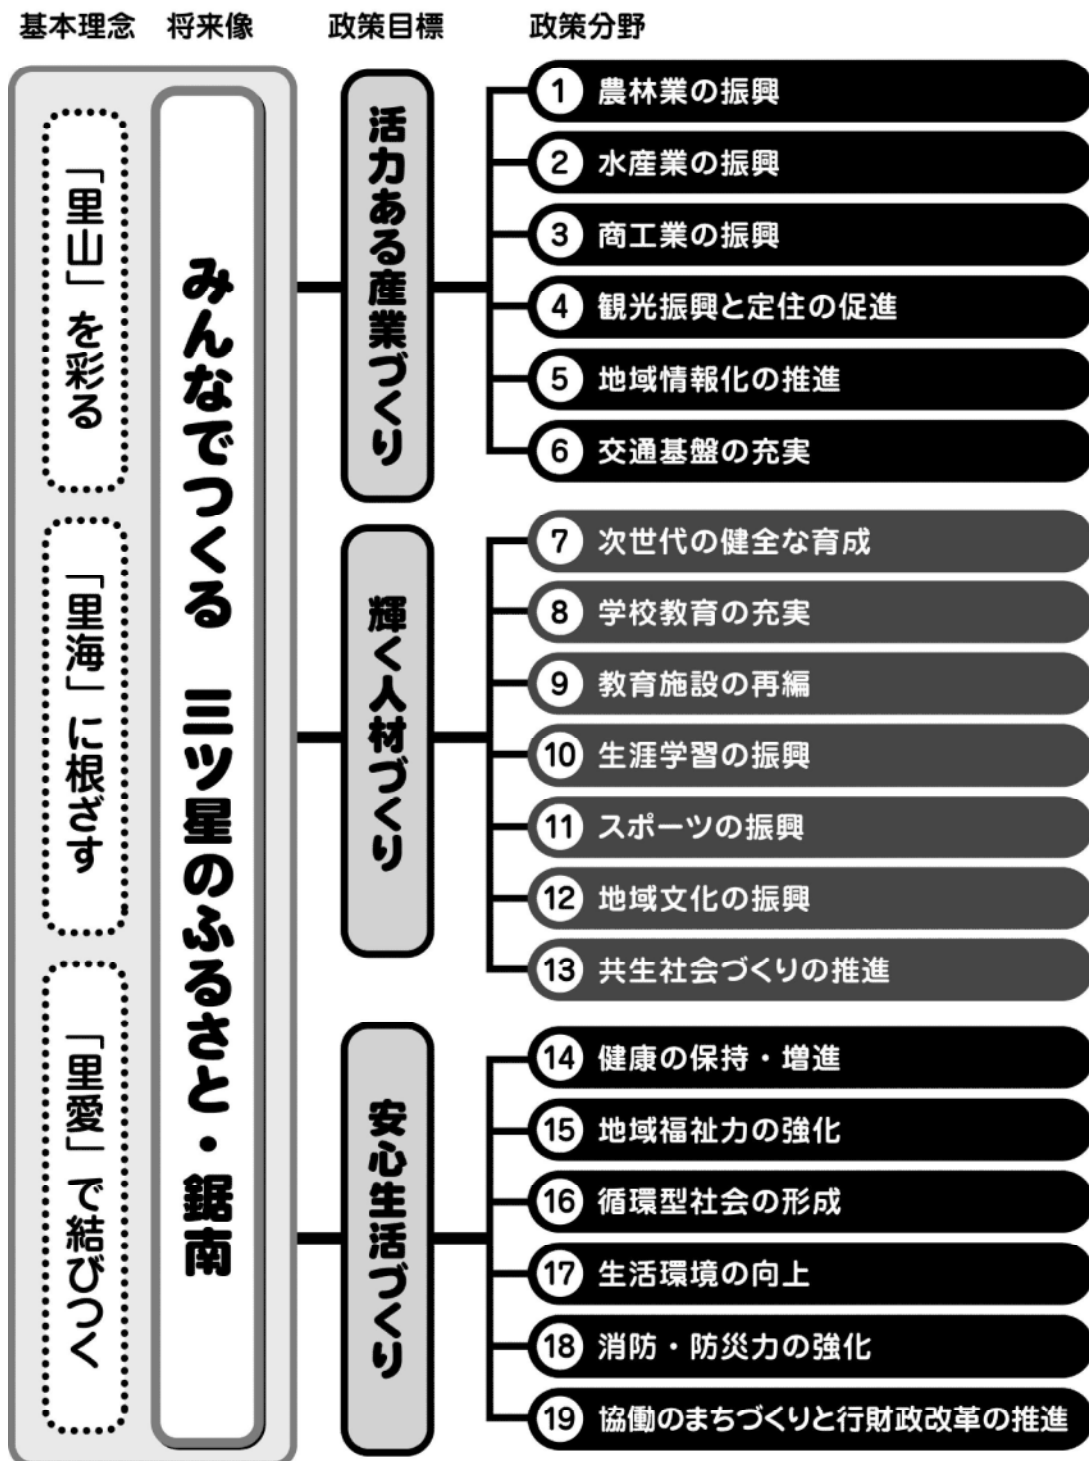 基本理念 将来像 政策目標 政策分野
「里山」を彩る
「里海」に根ざす
「里愛」で結びつく
みんなでつくる 三ツ星のふるさと・鋸南
活力ある産業づくり
1 農林業の振興
2 水産業の振興
3 商工業の振興
4 観光振興と定住の促進
5 地域情報化の推進
6 交通基盤の充実
輝く人材づくり
7 次世代の健全な育成
8 学校教育の充実
9 教育施設の再編
10 生涯学習の振興
11 スポーツの振興
12 地域文化の振興
13 共生社会づくりの推進
安心生活づくり
14 健康の保持・増進
15 地域福祉力の強化
16 循環型社会の形成
17 生活環境の向上
18 消防・防災力の強化
19 協働のまちづくりと行財政改革の推進